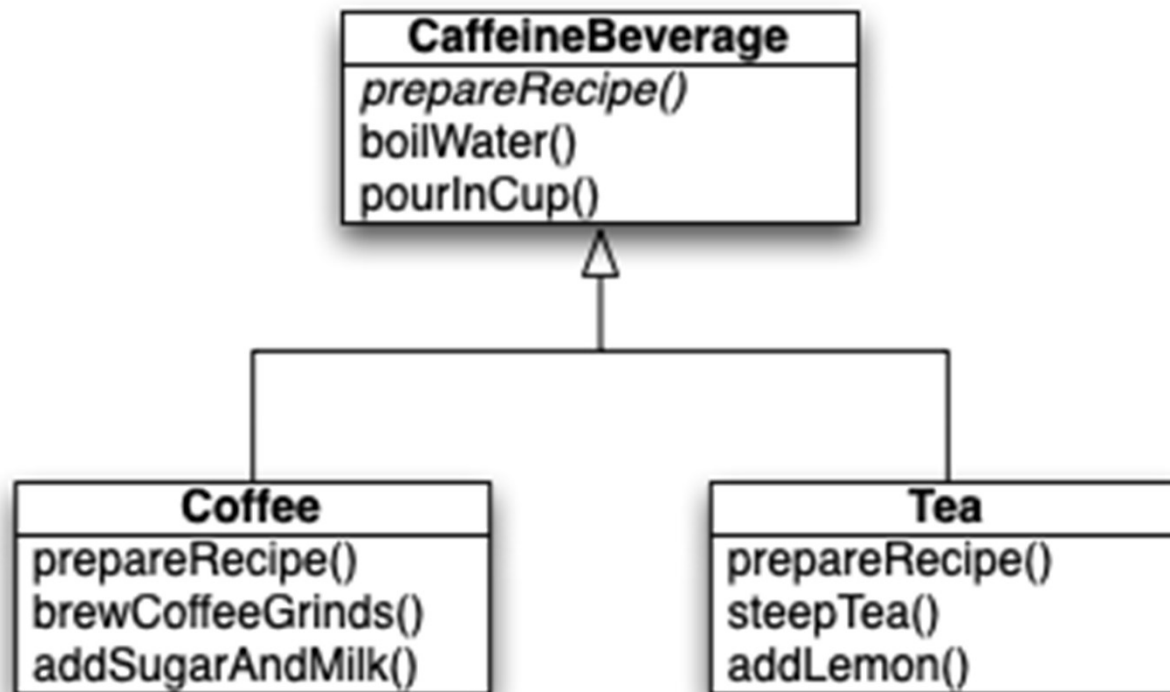 CaffeineBeverage
prepareRecipe()
boilWater()
pourInCup()
Coffee
prepareRecipe()
brewCoffeeGrinds()
addSugarAndMilk()
Tea
prepareRecipe()
steepTea()
addLemon()